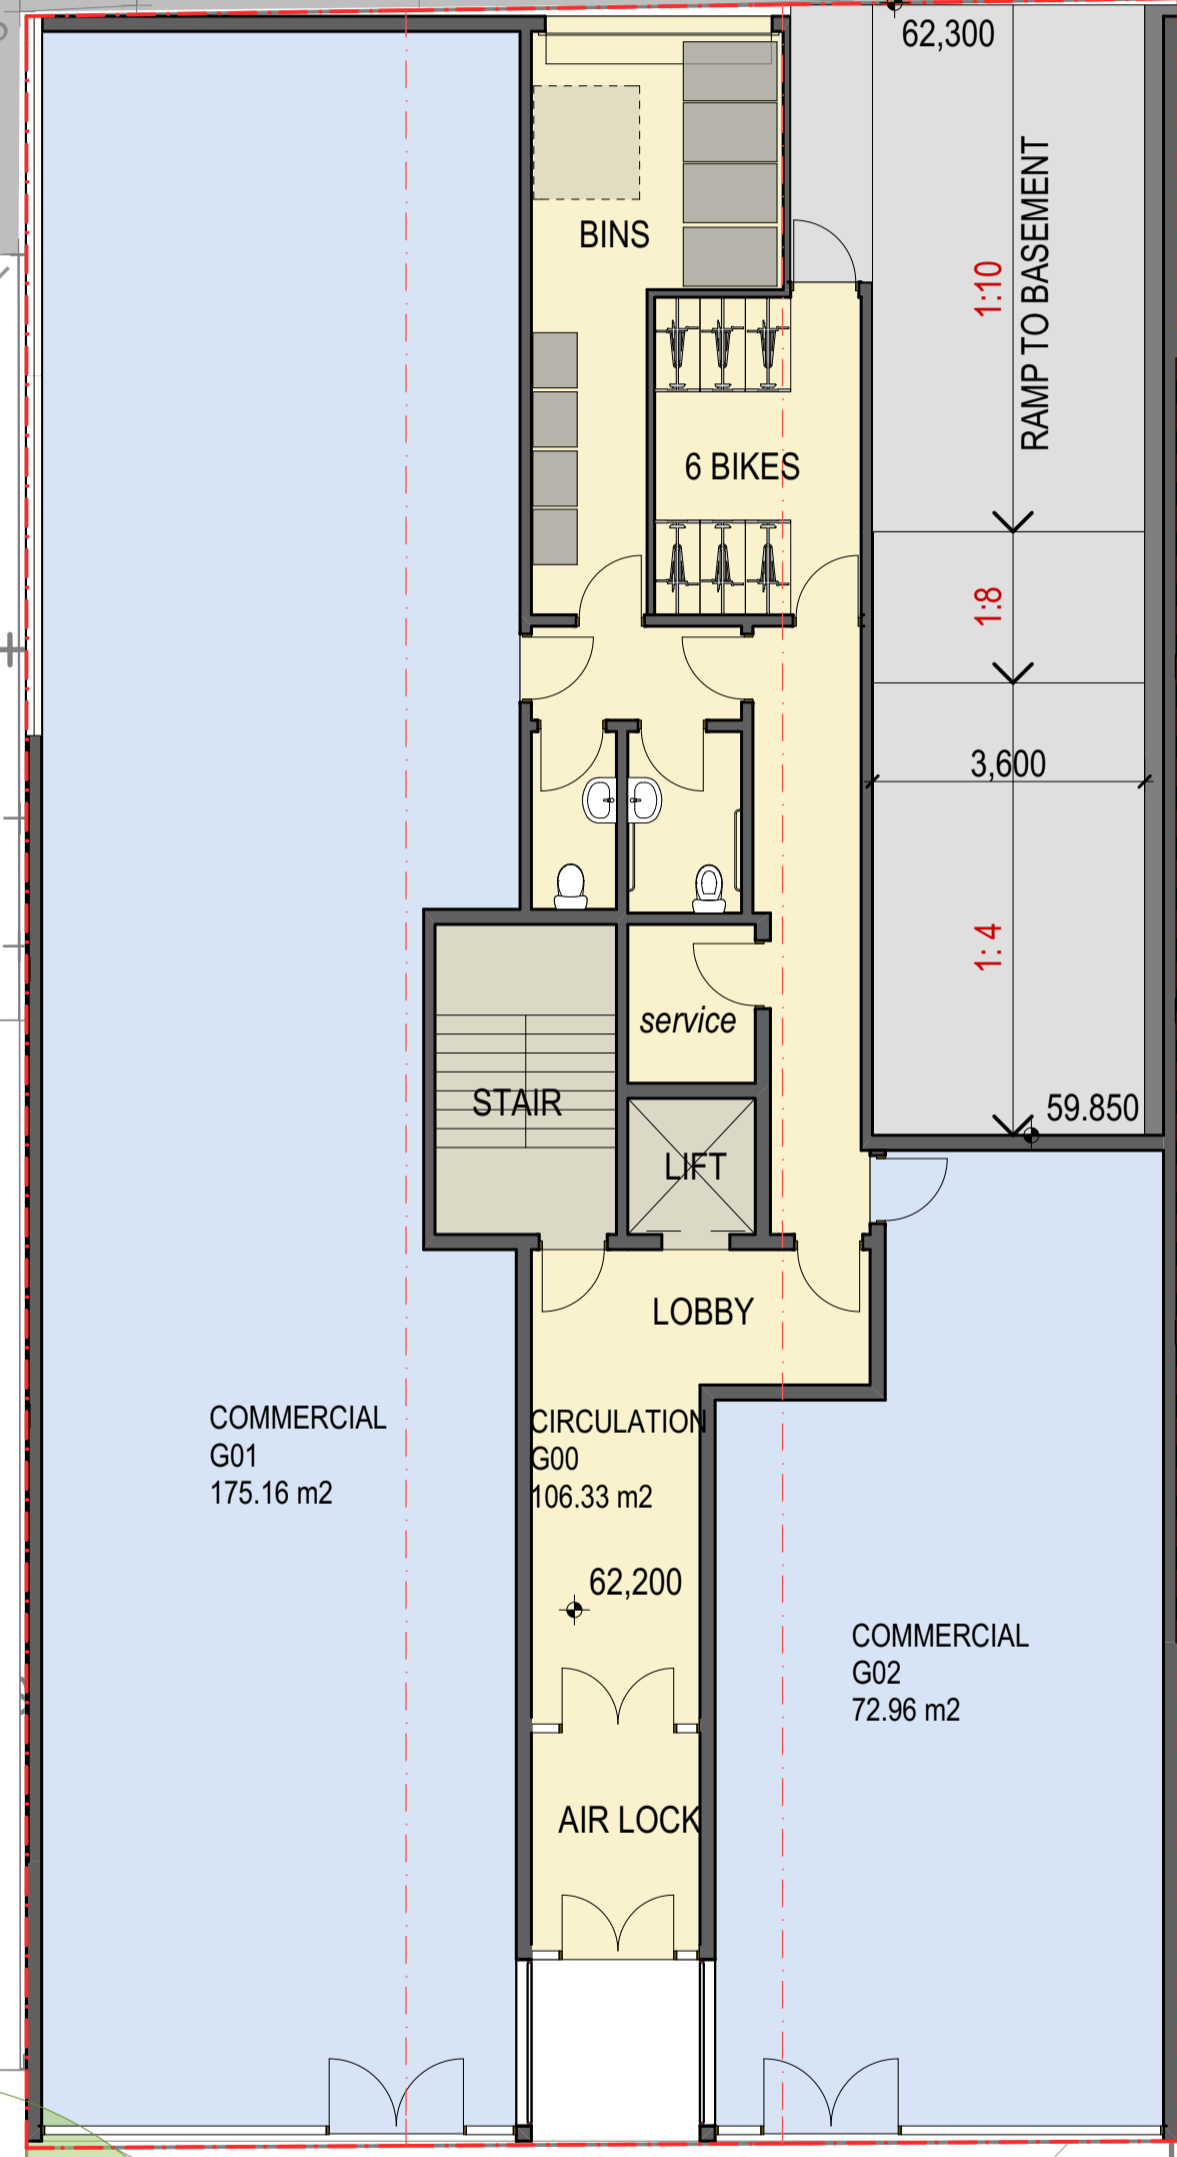 62,300
BINS
RAMP TO BASEMENT
1:10
6 BIKES
1:8
3,600
1: 4
service
STAIR
59.850
LIFT
LOBBY
COMMERCIAL
G01
175.16 m2
CIRCULATION
G00
106.33 m2
62,200
COMMERCIAL
G02
72.96 m2
AIR LOCK